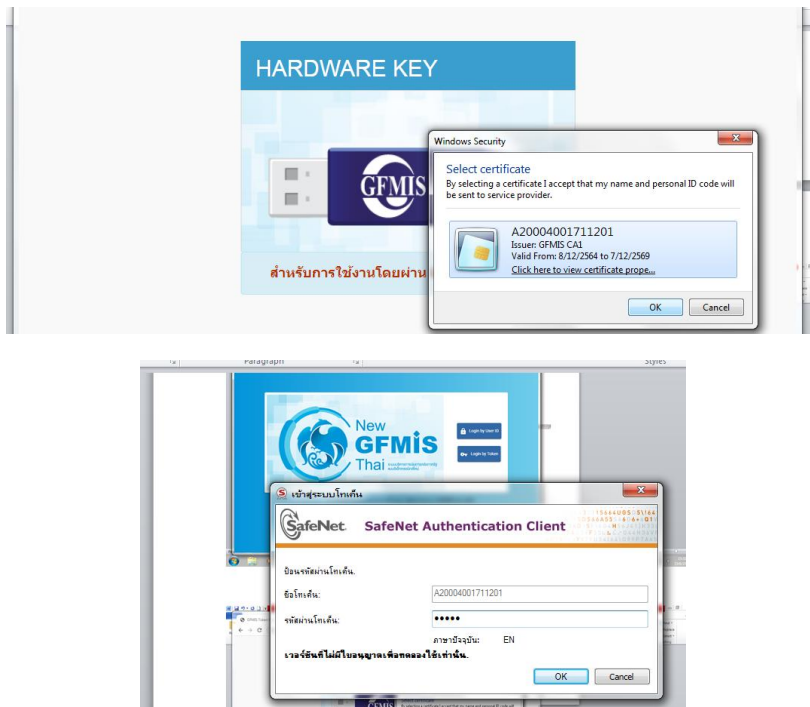 HARDWARE KEY
GFMIS
สำหรับการใช้งานโดยผ่าน
Windows Security
Select certificate
By selecting a certificate I accept that my name and personal ID code will
be sent to service provider.
A20004001711201
Issuer: GFMIS CA1
Valid From: 8/12/2564 to 7/12/2569
Click here to view certificate prope...
OK Cancel
Paragraph Styles
New
GFMIS
Thai
Login by User ID
Login by Token
เข้าสู่ระบบโทเค็น
SafeNet. SafeNet Authentication Client
ป้อนรหัสผ่านโทเค็น.
ชื่อโทเค็น: A20004001711201
รหัสผ่านโทเค็น: •••••
ภาษาปัจจุบัน: EN
เวอร์ชันที่ไม่มีใบอนุญาตเพื่อทดลองใช้เท่านั้น.
OK Cancel
GFMIS